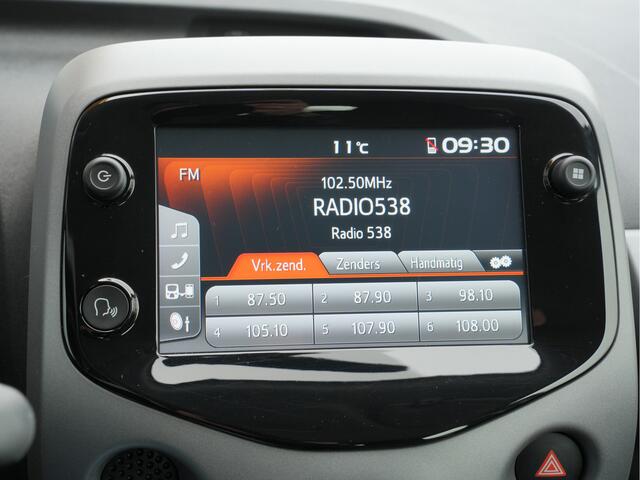 11°C 09:30
FM
102.50MHz
RADIO538
Radio 538
Vrk.zend. Zenders Handmatig
1 87.50 2 87.90 3 98.10
4 105.10 5 107.90 6 108.00